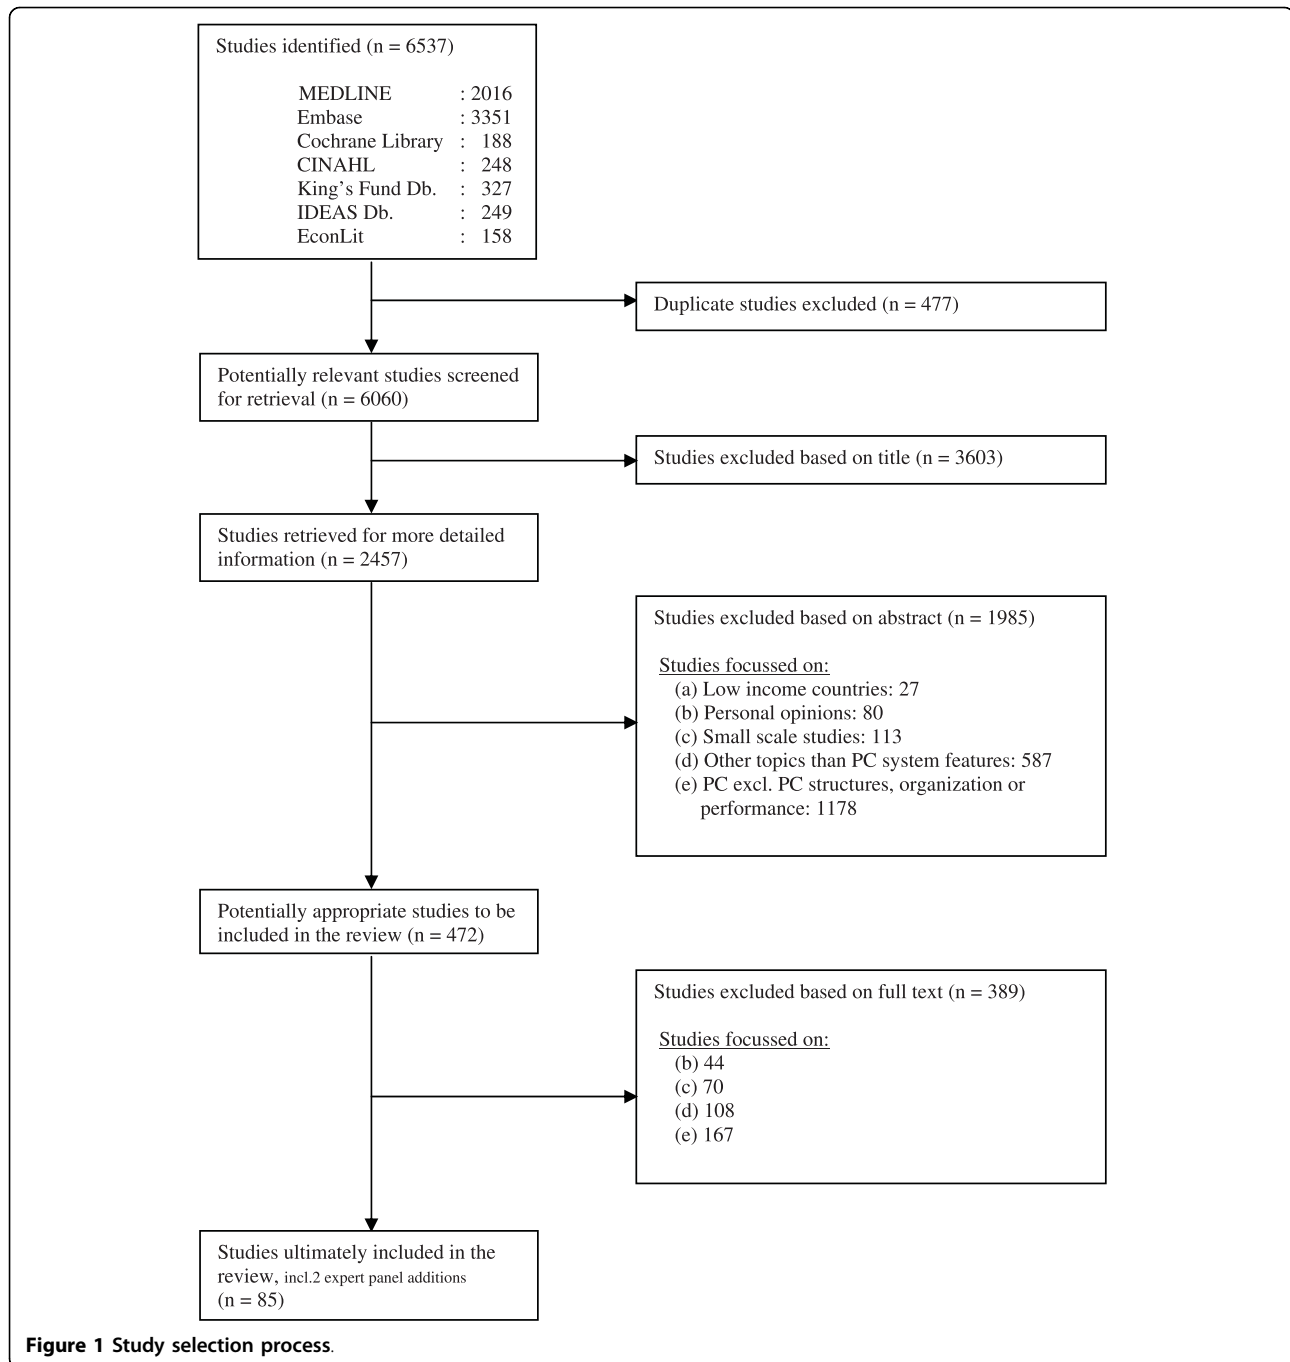 Studies identified (n = 6537)
MEDLINE : 2016
Embase : 3351
Cochrane Library : 188
CINAHL : 248
King's Fund Db. : 327
IDEAS Db. : 249
EconLit : 158
Duplicate studies excluded (n = 477)
Potentially relevant studies screened
for retrieval (n = 6060)
Studies excluded based on title (n = 3603)
Studies retrieved for more detailed
information (n = 2457)
Studies excluded based on abstract (n = 1985)
Studies focussed on:
(a) Low income countries: 27
(b) Personal opinions: 80
(c) Small scale studies: 113
(d) Other topics than PC system features: 587
(e) PC excl. PC structures, organization or
performance: 1178
Potentially appropriate studies to be
included in the review (n = 472)
Studies excluded based on full text (n = 389)
Studies focussed on:
(b) 44
(c) 70
(d) 108
(e) 167
Studies ultimately included in the
review, incl.2 expert panel additions
(n = 85)
Figure 1 Study selection process.